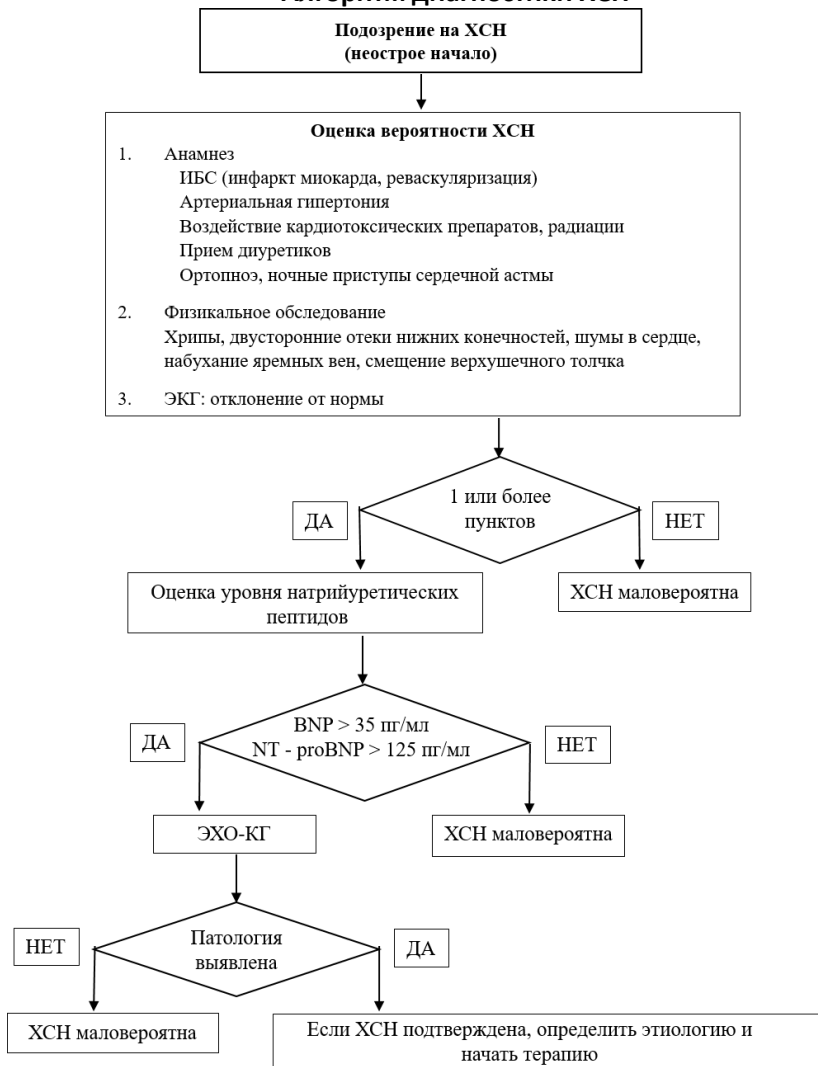 Алгоритм диагностики ХСН
Подозрение на ХСН
(неострое начало)
Оценка вероятности ХСН
1. Анамнез
ИБС (инфаркт миокарда, реваскуляризация)
Артериальная гипертония
Воздействие кардиотоксических препаратов, радиации
Прием диуретиков
Ортопноэ, ночные приступы сердечной астмы
2. Физикальное обследование
Хрипы, двусторонние отеки нижних конечностей, шумы в сердце,
набухание яремных вен, смещение верхушечного толчка
3. ЭКГ: отклонение от нормы
1 или более
пунктов
ДА
НЕТ
Оценка уровня натрийуретических
пептидов
ХСН маловероятна
BNP > 35 пг/мл
NT - proBNP > 125 пг/мл
ДА
НЕТ
ЭХО-КГ
ХСН маловероятна
Патология
выявлена
НЕТ
ДА
ХСН маловероятна
Если ХСН подтверждена, определить этиологию и
начать терапию